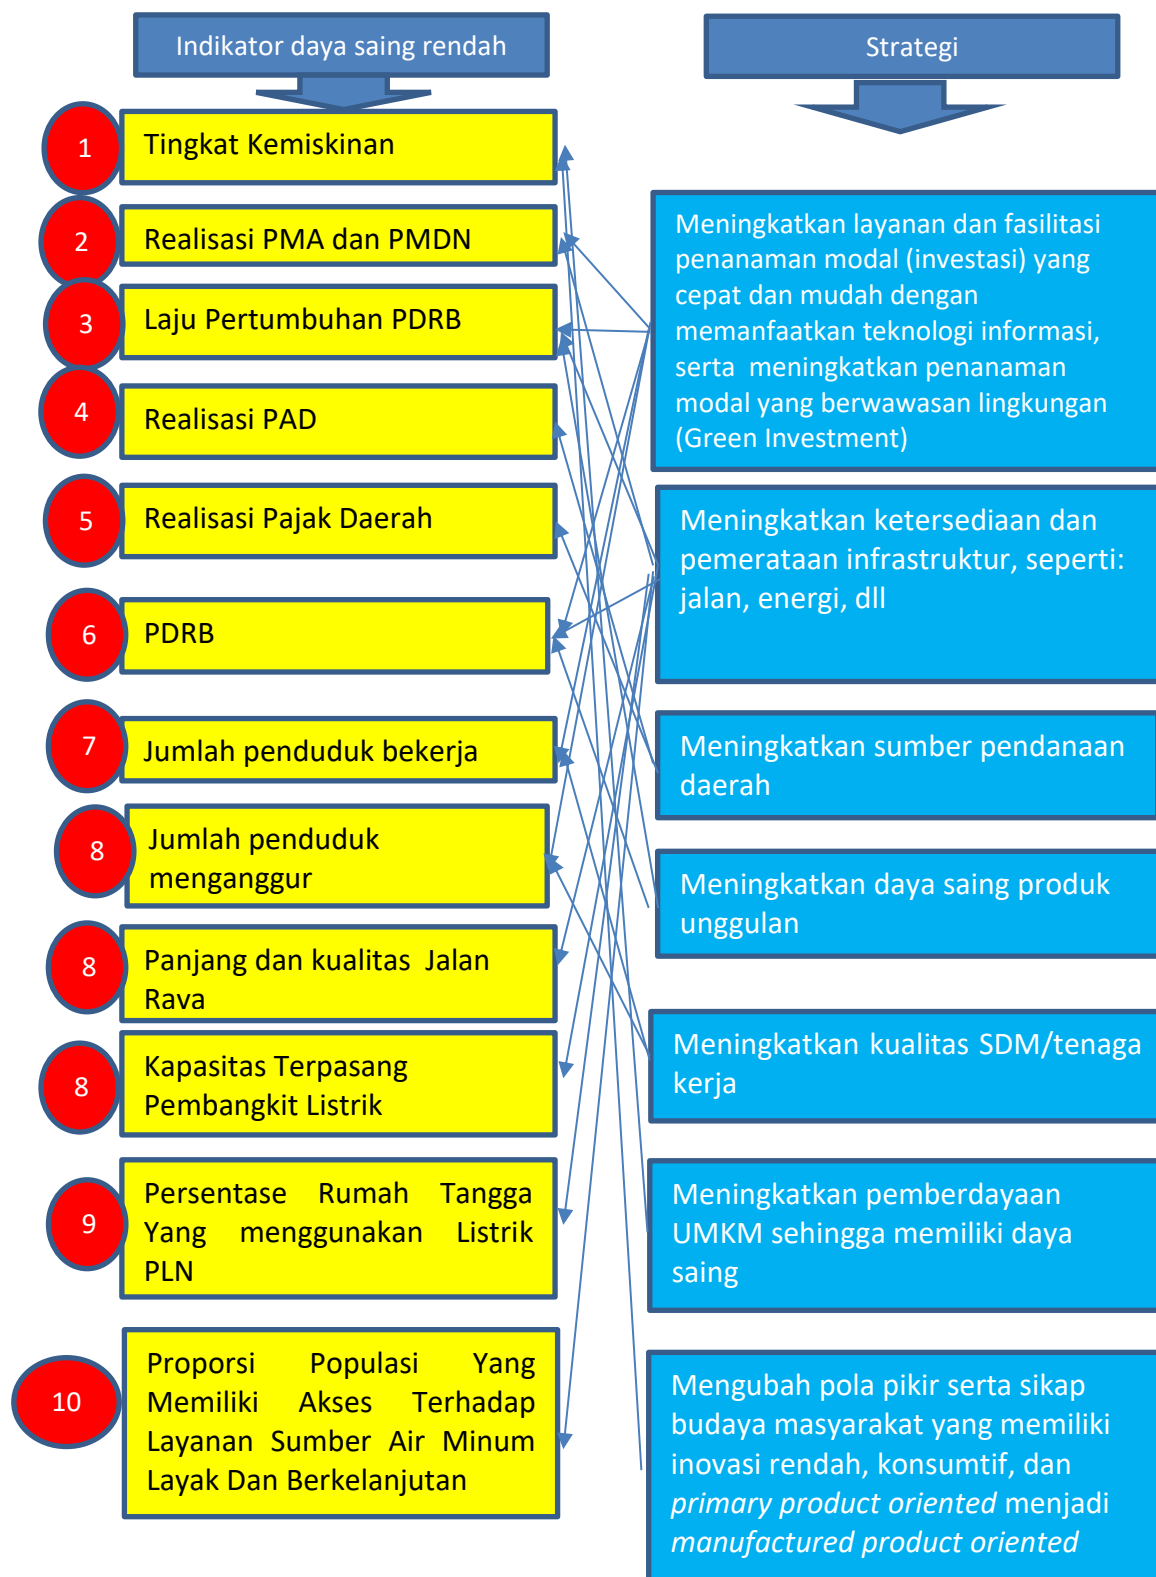 Indikator daya saing rendah
1
Tingkat Kemiskinan
2
Realisasi PMA dan PMDN
3
Laju Pertumbuhan PDRB
4
Realisasi PAD
5
Realisasi Pajak Daerah
6
PDRB
7
Jumlah penduduk bekerja
8
Jumlah penduduk
menganggur
8
Panjang dan kualitas Jalan
Raya
8
Kapasitas Terpasang
Pembangkit Listrik
9
Persentase Rumah Tangga
Yang menggunakan Listrik
PLN
10
Proporsi Populasi Yang
Memiliki Akses Terhadap
Layanan Sumber Air Minum
Layak Dan Berkelanjutan
Strategi
Meningkatkan layanan dan fasilitasi
penanaman modal (investasi) yang
cepat dan mudah dengan
memanfaatkan teknologi informasi,
serta meningkatkan penanaman
modal yang berwawasan lingkungan
(Green Investment)
Meningkatkan ketersediaan dan
pemerataan infrastruktur, seperti:
jalan, energi, dll
Meningkatkan sumber pendanaan
daerah
Meningkatkan daya saing produk
unggulan
Meningkatkan kualitas SDM/tenaga
kerja
Meningkatkan pemberdayaan
UMKM sehingga memiliki daya
saing
Mengubah pola pikir serta sikap
budaya masyarakat yang memiliki
inovasi rendah, konsumtif, dan
primary product oriented menjadi
manufactured product oriented